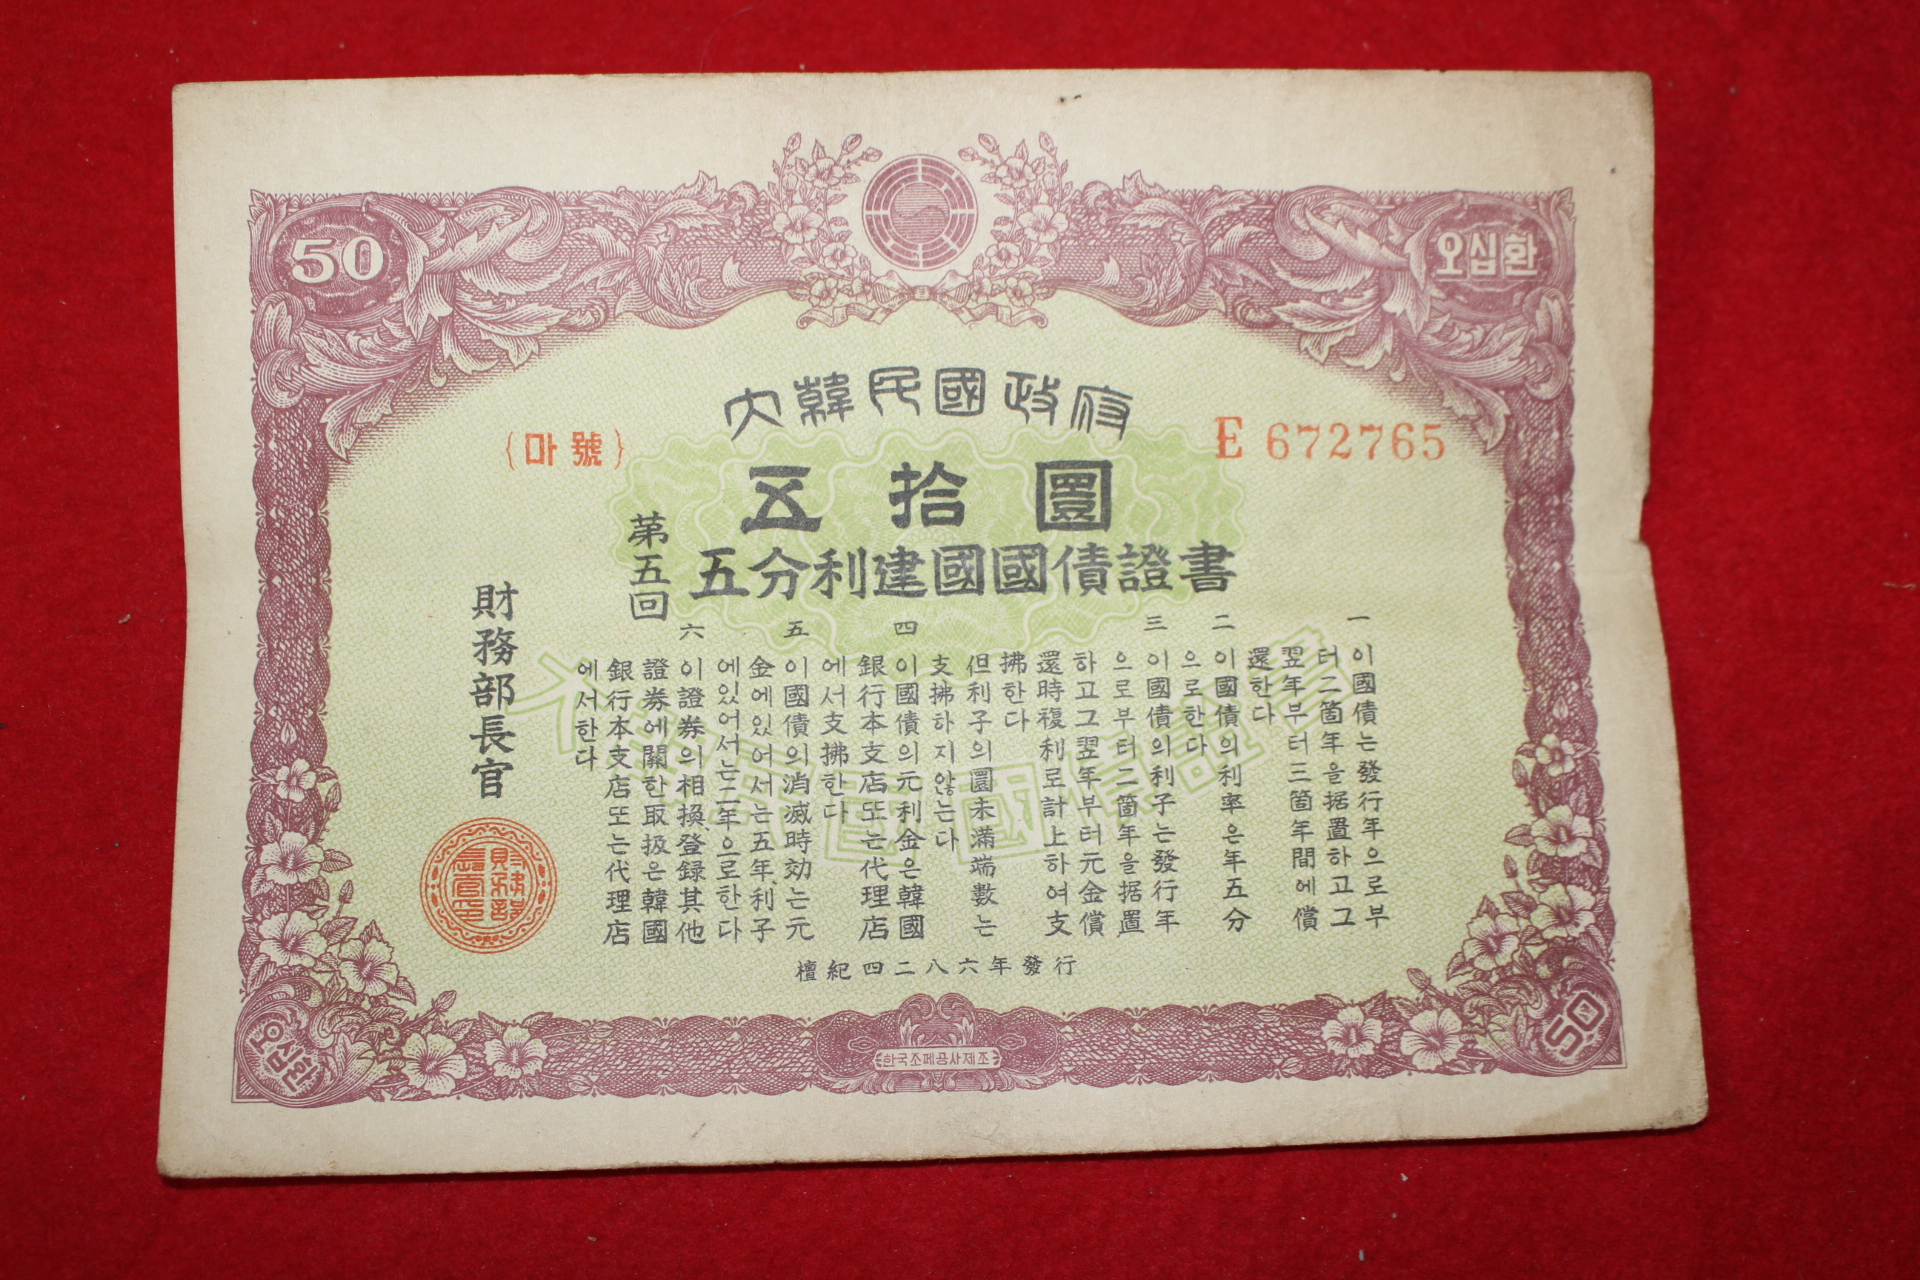 50
오십환
大韓民國政府
{마號}
E 672765
五拾圜
五分利建國國債證書
第五回
一 이國債는發行年으로부
터二箇年을据置하고그
翌年부터三箇年間에償
還한다
二 이國債의利率은年五分
으로한다
三 이國債의利子는發行年
으로부터二箇年을据置
하고그翌年부터元金償
還時複利로計上하여支
拂한다
但利子의圜未滿端數는
支拂하지않는다
四 이國債의元利金은韓國
銀行本支店또는代理店
에서支拂한다
五 이國債의消滅時効는元
金에있어서는五年、利子
에있어서는二年으로한다
六 이證券의相換、登錄其他
證券에關한取扱은韓國
銀行本支店또는代理店
에서한다
財務部長官
檀紀四二八六年發行
오십환
한국조폐공사제조
50